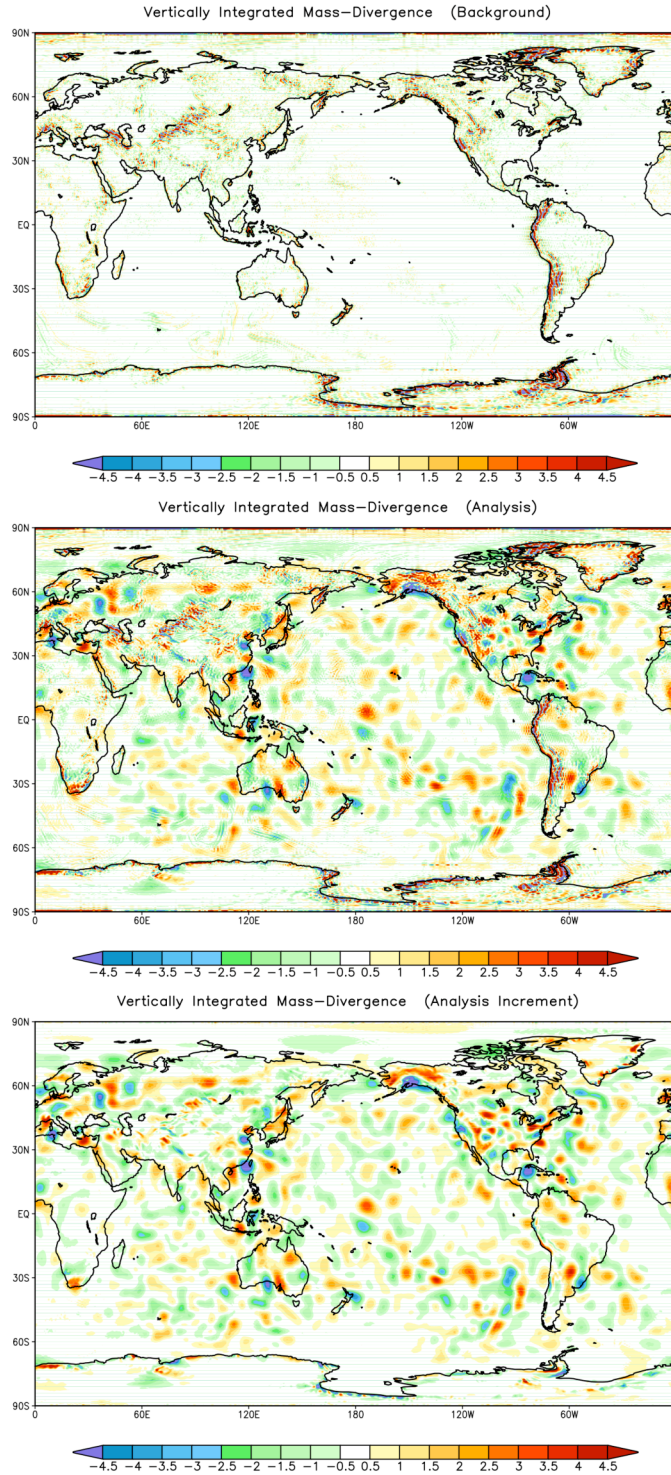 Vertically Integrated Mass–Divergence (Background)
90N
60N
30N
EQ
30S
60S
90S
0 60E 120E 180 120W 60W
−4.5 −4 −3.5 −3 −2.5 −2 −1.5 −1 −0.5 0.5 1 1.5 2 2.5 3 3.5 4 4.5
Vertically Integrated Mass–Divergence (Analysis)
90N
60N
30N
EQ
30S
60S
90S
0 60E 120E 180 120W 60W
−4.5 −4 −3.5 −3 −2.5 −2 −1.5 −1 −0.5 0.5 1 1.5 2 2.5 3 3.5 4 4.5
Vertically Integrated Mass–Divergence (Analysis Increment)
90N
60N
30N
EQ
30S
60S
90S
0 60E 120E 180 120W 60W
−4.5 −4 −3.5 −3 −2.5 −2 −1.5 −1 −0.5 0.5 1 1.5 2 2.5 3 3.5 4 4.5